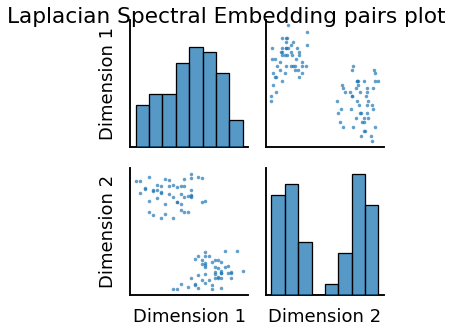 Laplacian Spectral Embedding pairs plot
Dimension 1
Dimension 2
Dimension 1
Dimension 2